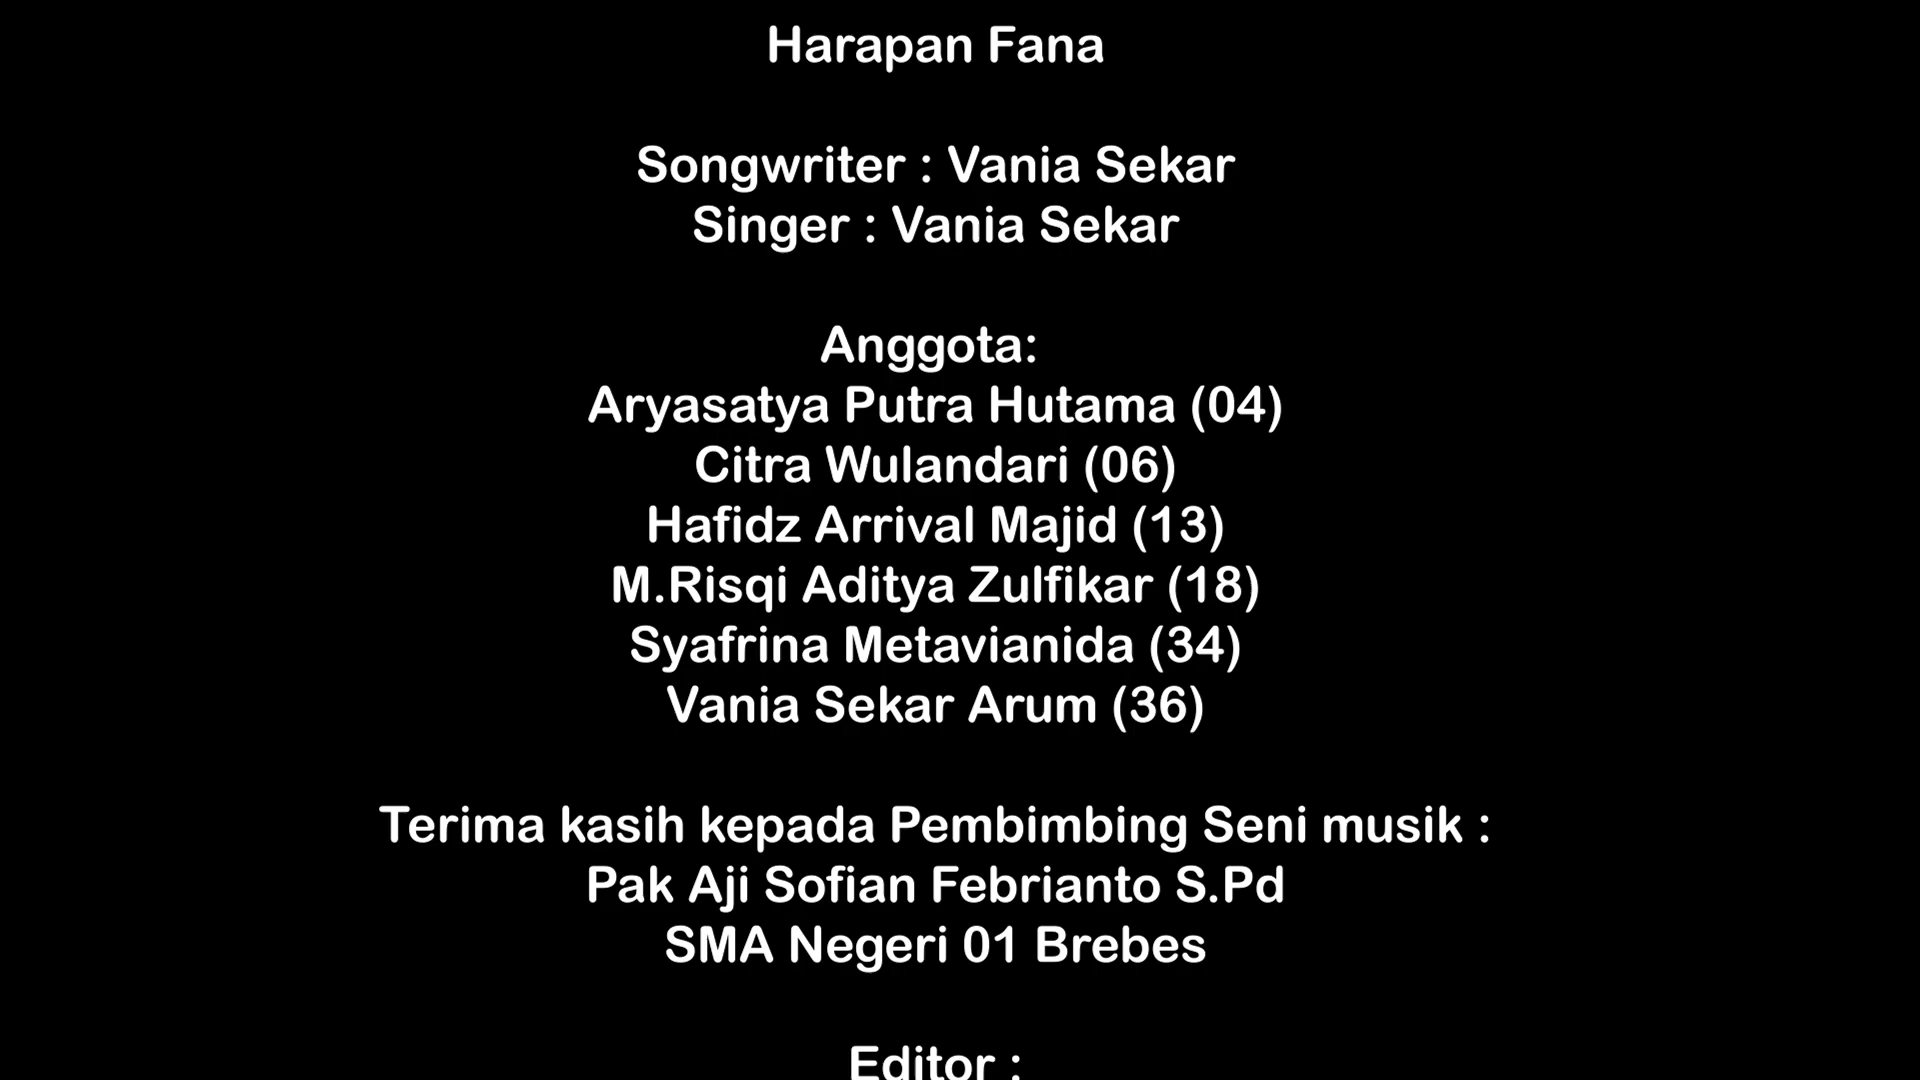 Harapan Fana
Songwriter : Vania Sekar
Singer : Vania Sekar
Anggota:
Aryasatya Putra Hutama (04)
Citra Wulandari (06)
Hafidz Arrival Majid (13)
M.Risqi Aditya Zulfikar (18)
Syafrina Metavianida (34)
Vania Sekar Arum (36)
Terima kasih kepada Pembimbing Seni musik :
Pak Aji Sofian Febrianto S.Pd
SMA Negeri 01 Brebes
Editor :